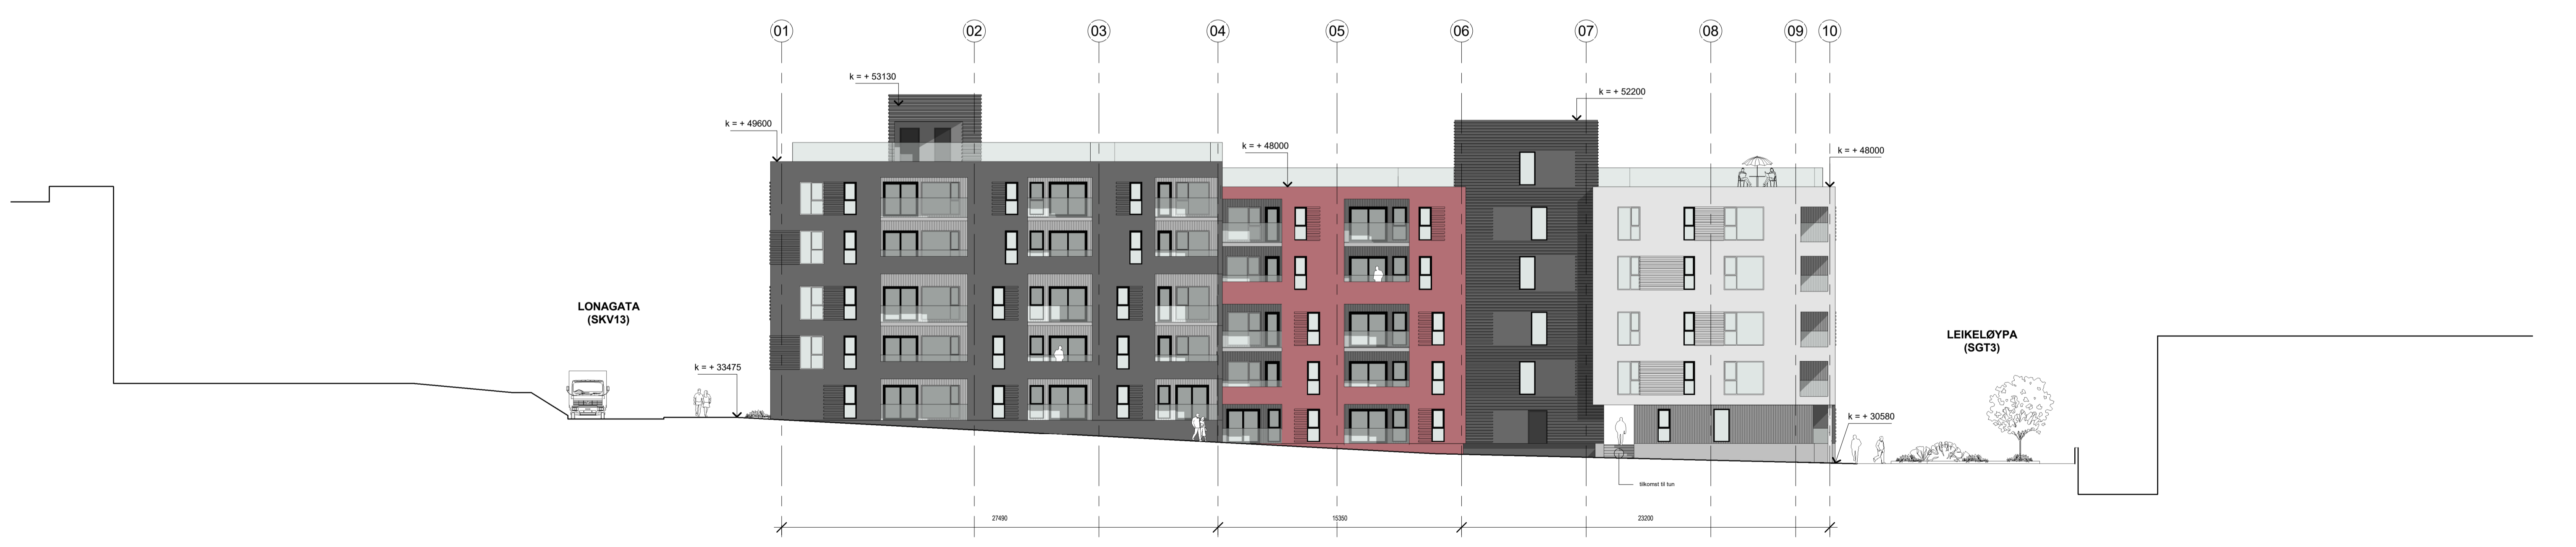 01 02 03 04 05 06 07 08 09 10
k = + 53130
k = + 52200
k = + 49600
k = + 48000
k = + 48000
LONAGATA
(SKV13)
LEIKELØYPA
(SGT3)
k = + 33475
k = + 30580
tilkomst til tun
27490 15350 23200